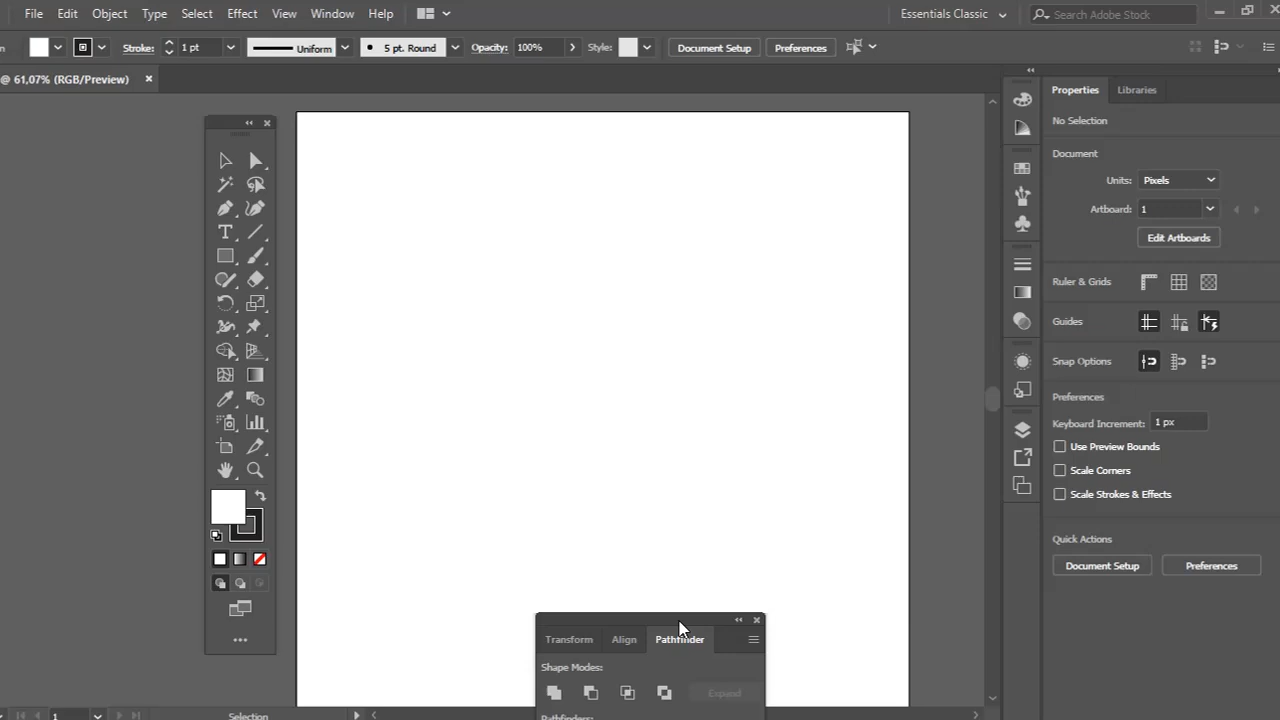 File Edit Object Type Select Effect View Window Help Essentials Classic Search Adobe Stock
Stroke: 1 pt Uniform 5 pt. Round Opacity: 100% Style: Document Setup Preferences
@ 61,07% (RGB/Preview)
Properties Libraries
No Selection
Document
Units: Pixels
Artboard: 1
Edit Artboards
Ruler & Grids
Guides
Snap Options
Preferences
Keyboard Increment: 1 px
Use Preview Bounds
Scale Corners
Scale Strokes & Effects
Quick Actions
Document Setup Preferences
Transform Align Pathfinder
Shape Modes:
Expand
Pathfinders:
1 Selection